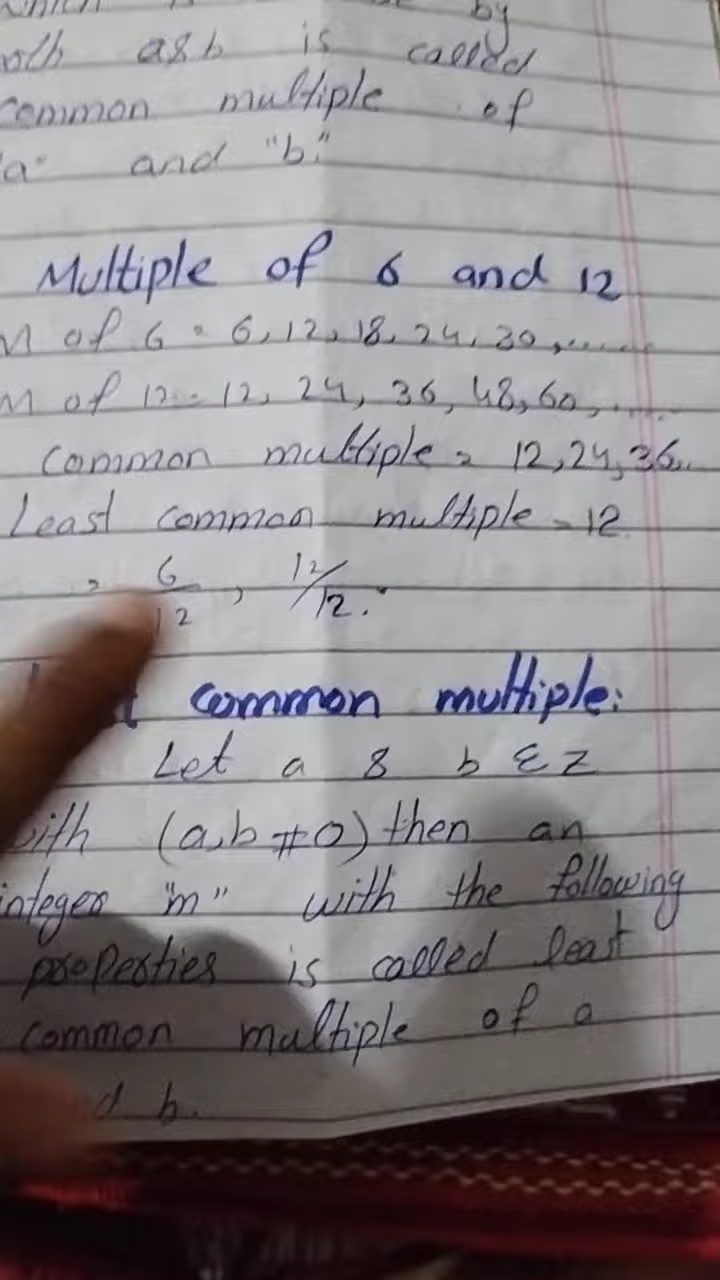 by
both a&b is called
common multiple of
"a" and "b."
Multiple of 6 and 12
M of 6 = 6, 12, 18, 24, 30, ......
M of 12 = 12, 24, 36, 48, 60, ....
Common multiple = 12, 24, 36..
Least common multiple = 12
= 6/12, 12/12.
common multiple:
Let a & b ∈ Z
with (a,b ≠ 0) then an
integer "m" with the following
properties is called least
common multiple of a
b.